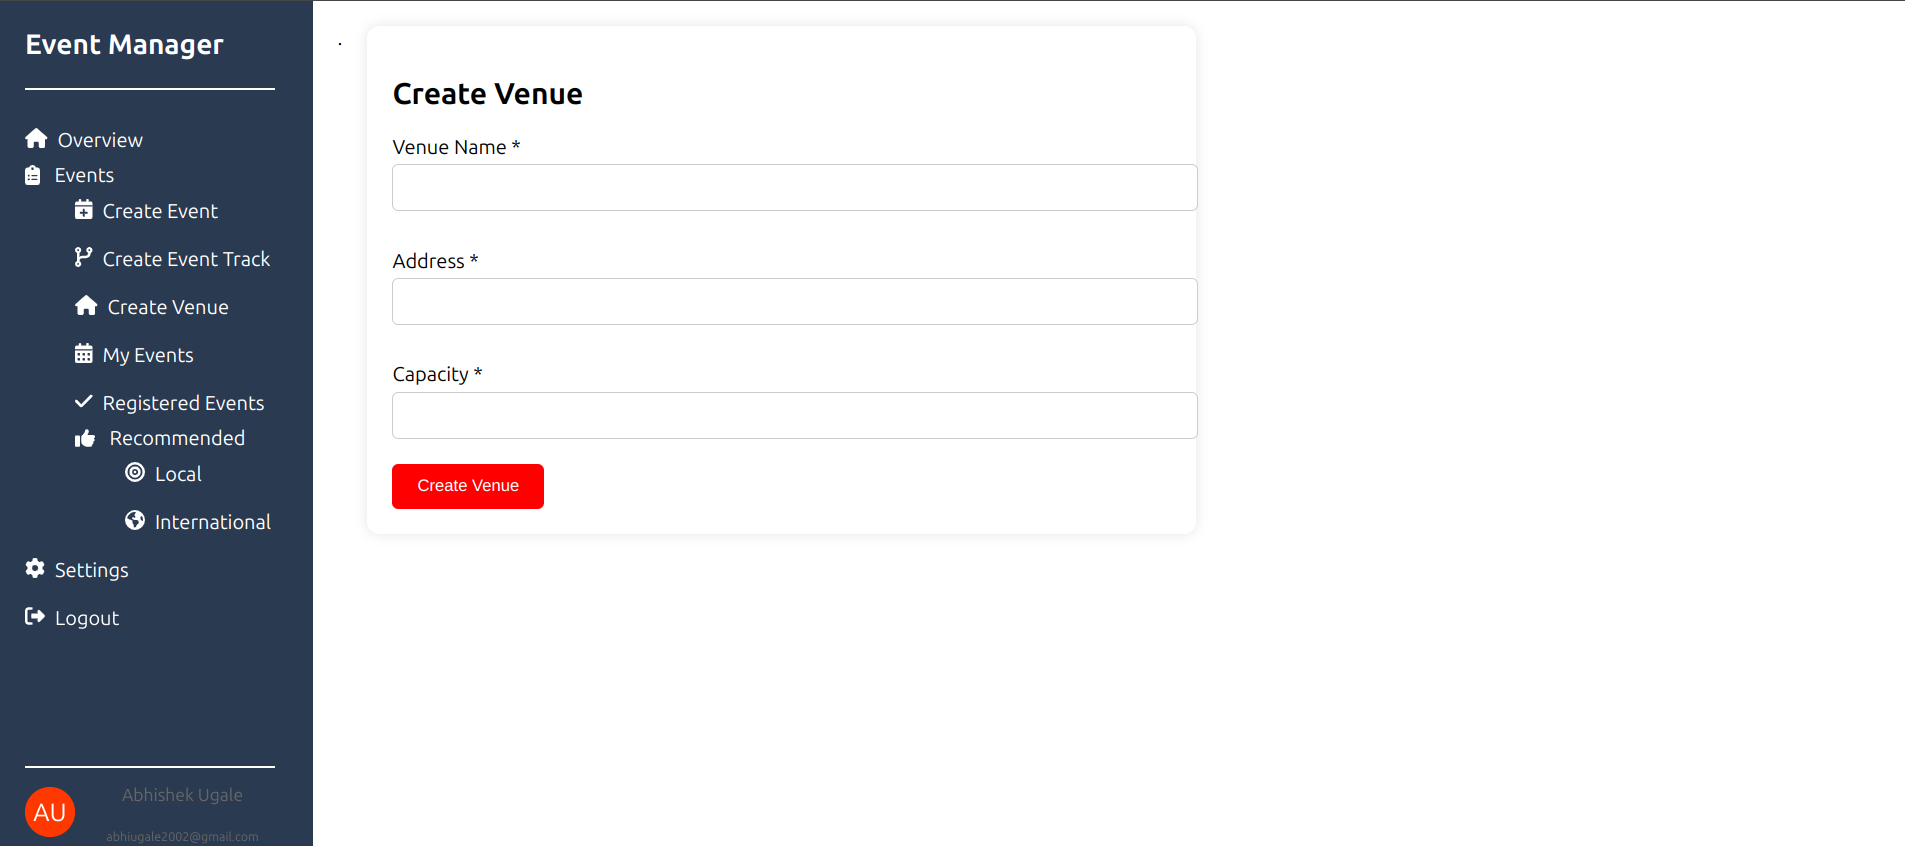 Event Manager
Overview
Events
Create Event
Create Event Track
Create Venue
My Events
Registered Events
Recommended
Local
International
Settings
Logout
AU
Abhishek Ugale
abhiugale2002@gmail.com
.
Create Venue
Venue Name *
Address *
Capacity *
Create Venue